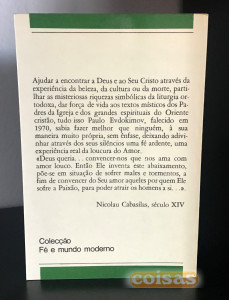 Ajudar a encontrar a Deus e ao Seu Cristo através da
experiência da beleza, da cultura ou da morte, parti-
lhar as misteriosas riquezas simbólicas da liturgia or-
todoxa, dar força de vida aos textos místicos dos Pa-
dres da Igreja e dos grandes espirituais do Oriente
cristão, tudo isso Paulo Evdokimov, falecido em
1970, sabia fazer melhor que ninguém, à sua
maneira muito própria, sem ênfase, deixando adivi-
nhar através dos seus silêncios uma fé ardente, uma
experiência real da loucura do Amor.
«Deus queria... convencer-nos que nos ama com
amor louco. Então Ele inventa este abaixamento,
põe-se em situação de sofrer males e tormentos, a
fim de convencer do Seu amor aqueles por quem Ele
sofre a Paixão, para poder atrair os homens a si. . .».
Nicolau Cabasilas, século XIV
Colecção
Fé e mundo moderno
coisas